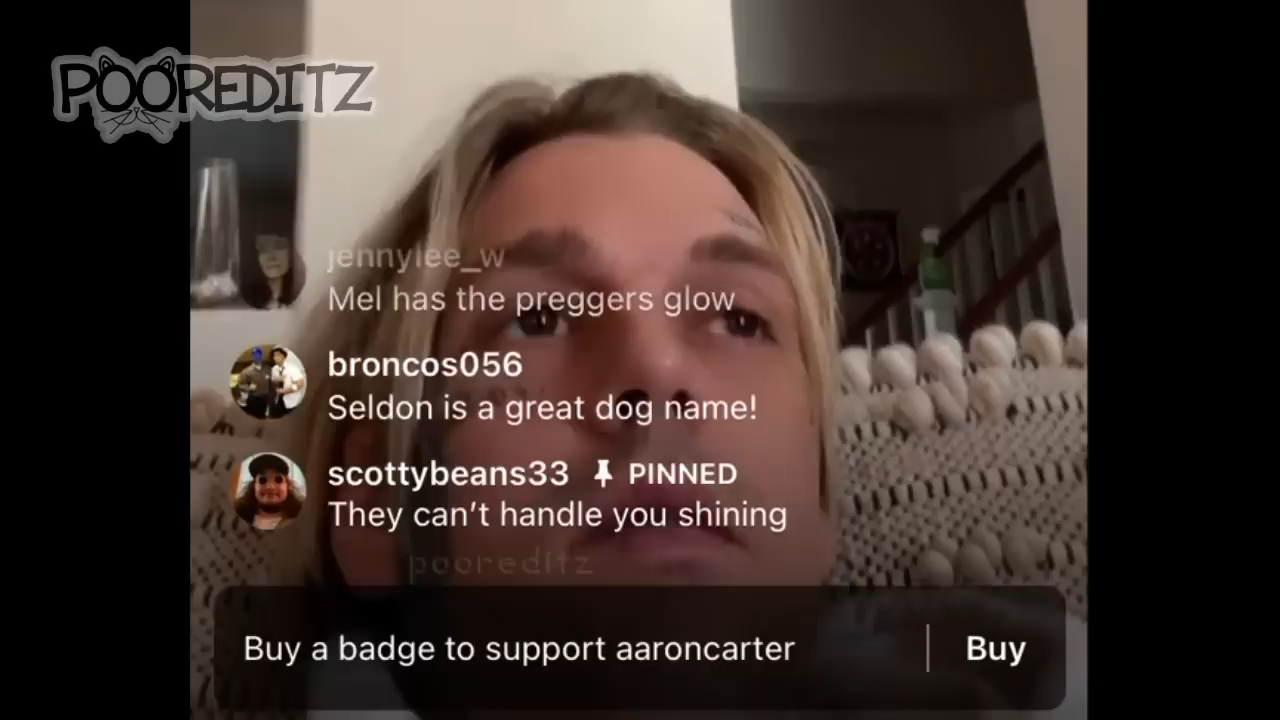 POOREDITZ
jennylee_w
Mel has the preggers glow
broncos056
Seldon is a great dog name!
scottybeans33 PINNED
They can’t handle you shining
pooreditz
Buy a badge to support aaroncarter
Buy